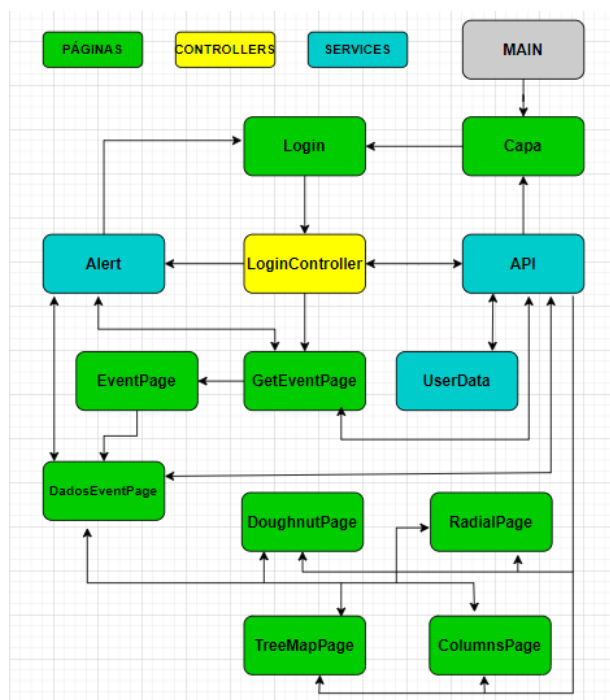 PÁGINAS
CONTROLLERS
SERVICES
MAIN
Login
Capa
Alert
LoginController
API
EventPage
GetEventPage
UserData
DadosEventPage
DoughnutPage
RadialPage
TreeMapPage
ColumnsPage